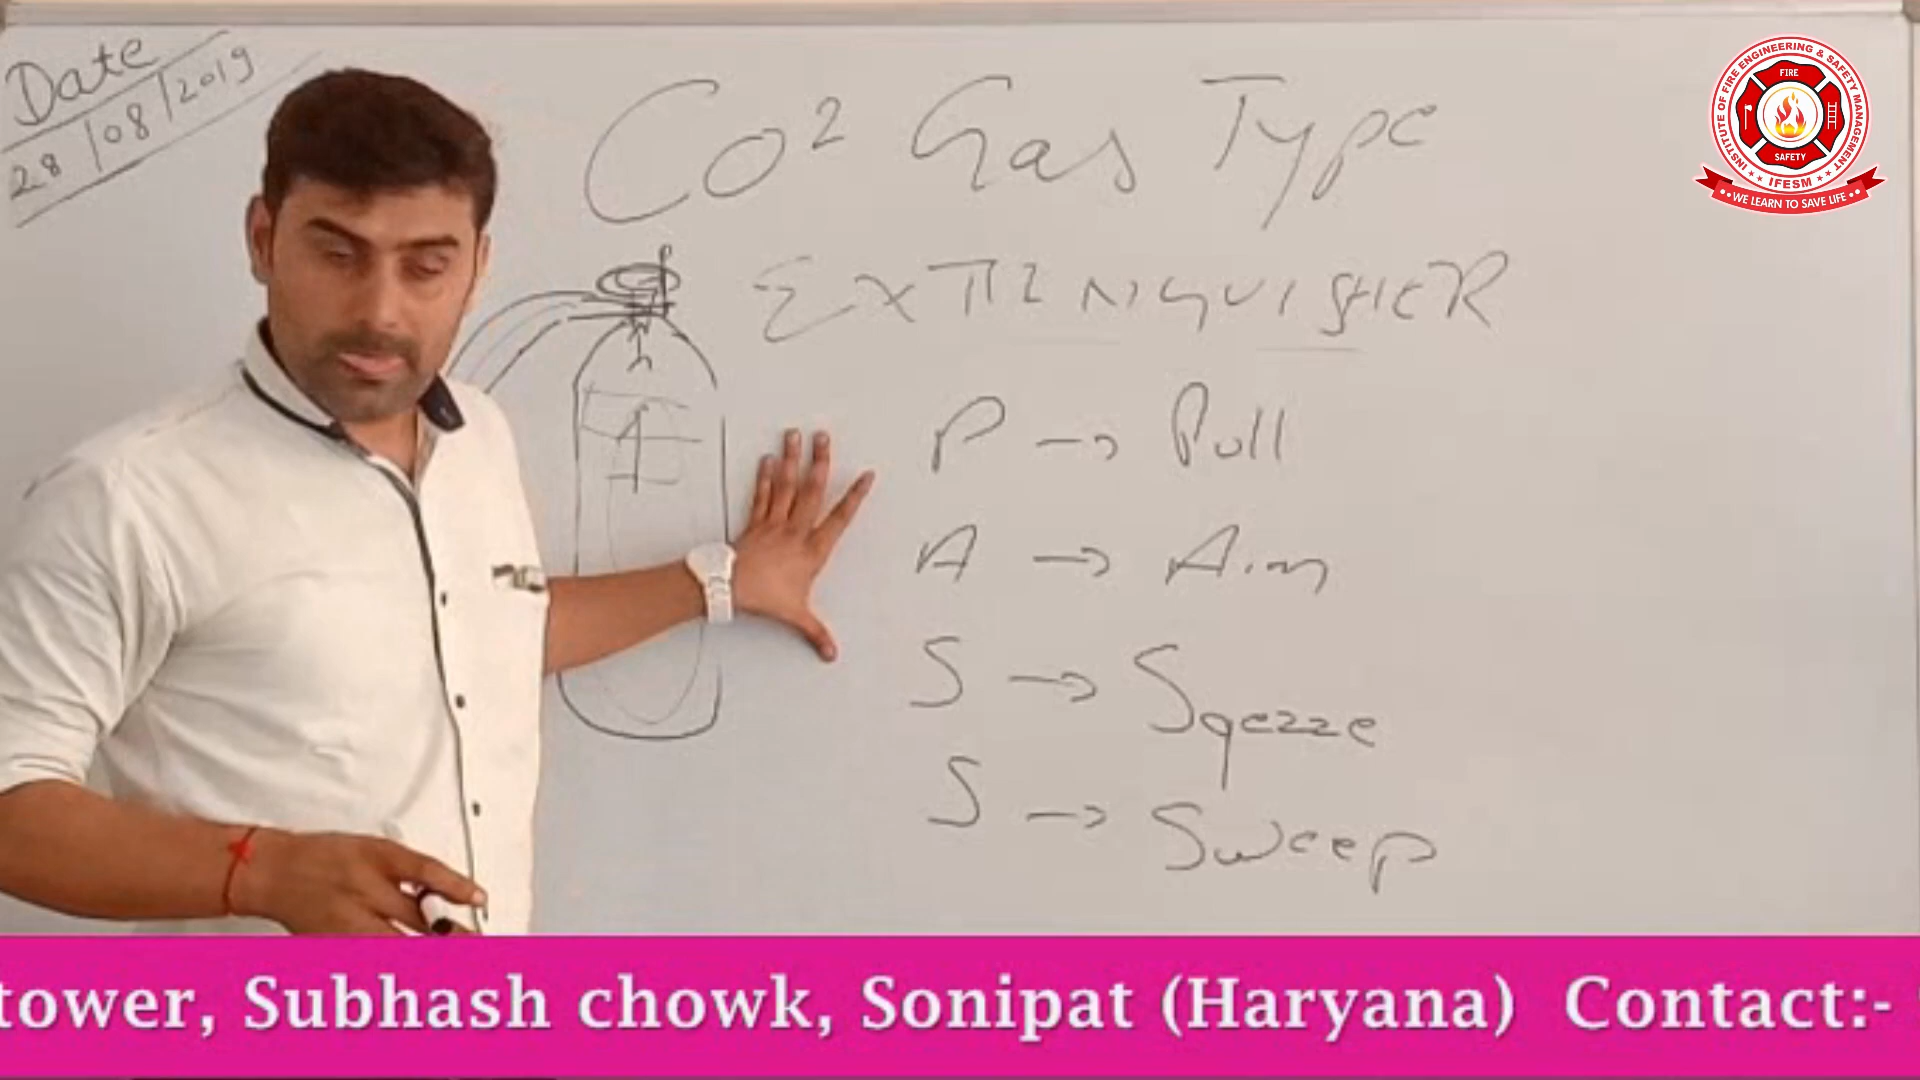 Date
28/08/2019
CO² Gas Type
EXTINGUISHER
P → Pull
A → Aim
S → Sqezze
S → Sweep
INSTITUTE OF FIRE ENGINEERING & SAFETY MANAGEMENT
FIRE
SAFETY
IFESM
WE LEARN TO SAVE LIFE
tower, Subhash chowk, Sonipat (Haryana) Contact:-